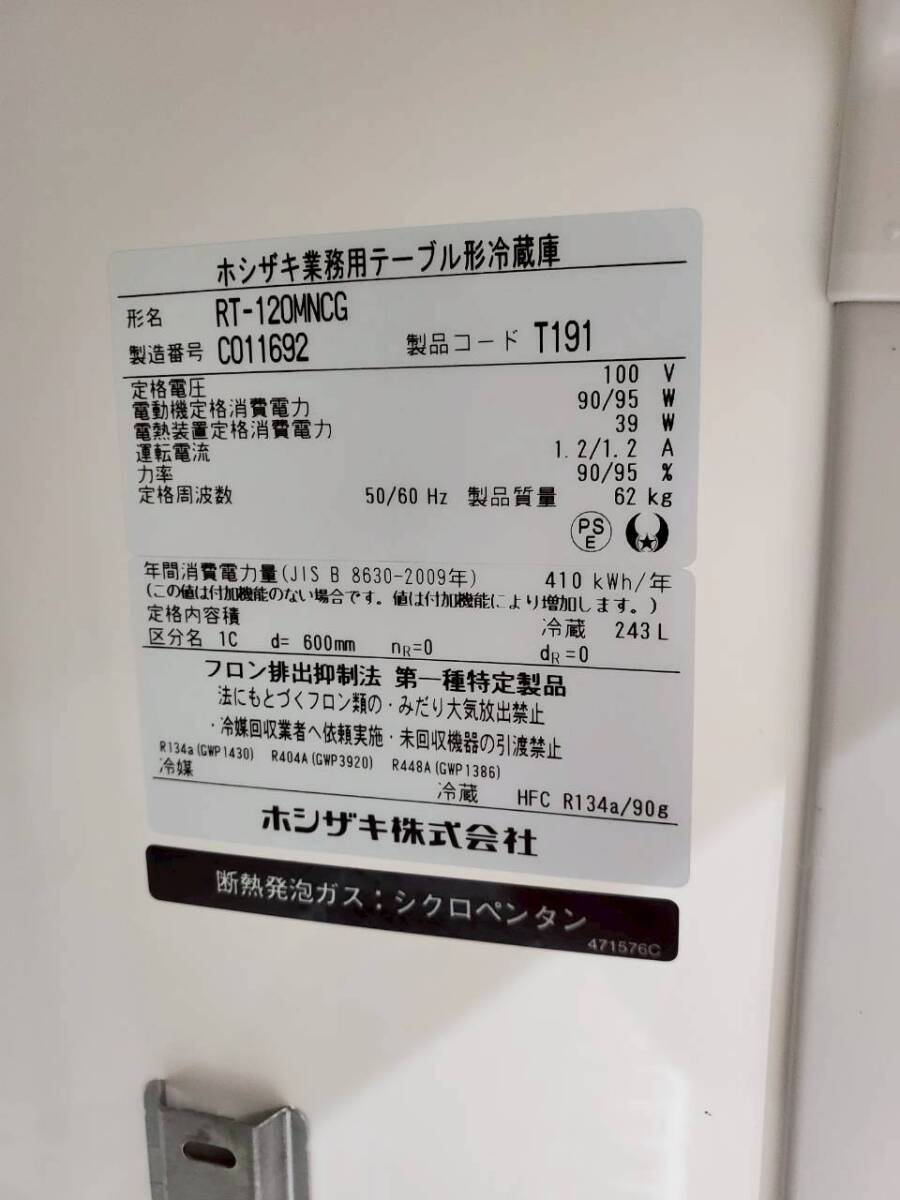 ホシザキ業務用テーブル形冷蔵庫
形名 RT-120MNCG
製造番号 C011692 製品コード T191
定格電圧 100 V
電動機定格消費電力 90/95 W
電熱装置定格消費電力 39 W
運転電流 1.2/1.2 A
力率 90/95 %
定格周波数 50/60 Hz 製品質量 62 kg
PS
E
年間消費電力量(JIS B 8630-2009年) 410 kWh/年
(この値は付加機能のない場合です。値は付加機能により増加します。)
定格内容積 冷蔵 243 L
区分名 1C d= 600mm nR=0 dR=0
フロン排出抑制法 第一種特定製品
法にもとづくフロン類の・みだり大気放出禁止
・冷媒回収業者へ依頼実施・未回収機器の引渡禁止
R134a(GWP1430) R404A(GWP3920) R448A(GWP1386)
冷媒 冷蔵 HFC R134a/90g
ホシザキ株式会社
断熱発泡ガス：シクロペンタン
471576C